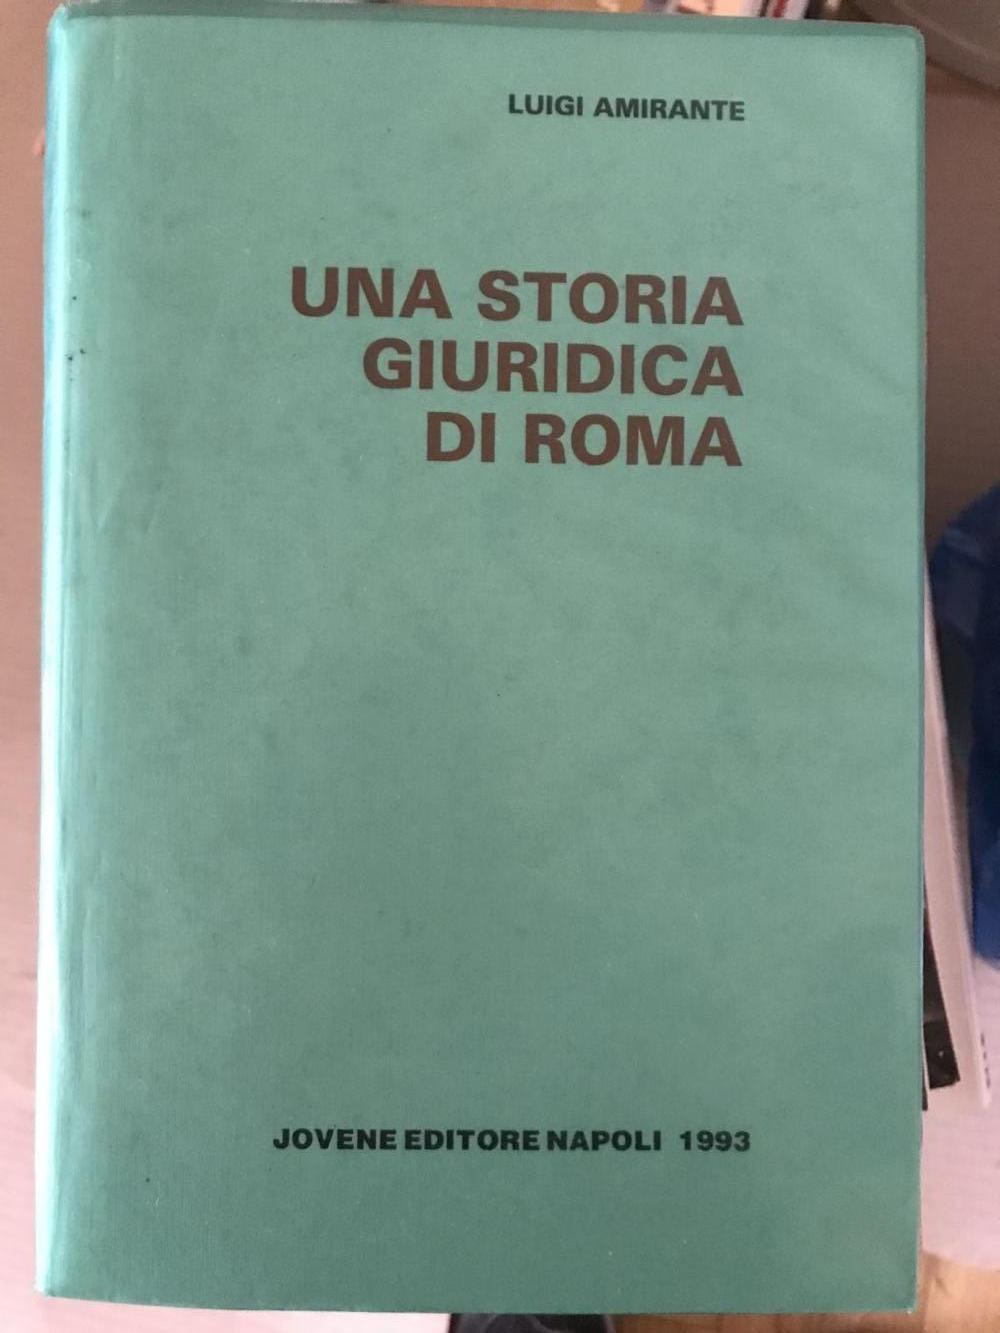 LUIGI AMIRANTE
UNA STORIA
GIURIDICA
DI ROMA
JOVENE EDITORE NAPOLI 1993